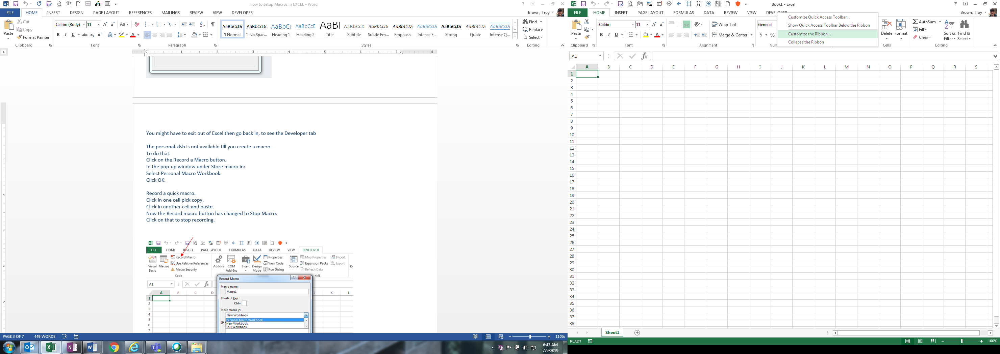 How to setup Macros in EXCEL - Word
FILE HOME INSERT DESIGN PAGE LAYOUT REFERENCES MAILINGS REVIEW VIEW DEVELOPER
Brown, Troy
Paste
Cut
Copy
Format Painter
Clipboard
Calibri (Body) 11
Font
Paragraph
AaBbCcDc AaBbCcDc AaBbCc AaBbCcD AaBl AaBbCcD AaBbCcDc AaBbCcDc AaBbCcDc AaBbCcDc AaBbCcDc AaBbCcDc
¶ Normal ¶ No Spac... Heading 1 Heading 2 Title Subtitle Subtle Em... Emphasis Intense E... Strong Quote Intense Q...
Styles
Find
Replace
Select
Editing
You might have to exit out of Excel then go back in, to see the Developer tab
The personal.xlsb is not available till you create a macro.
To do that.
Click on the Record a Macro button.
In the pop-up window under Store macro in:
Select Personal Macro Workbook.
Click OK.
Record a quick macro.
Click in one cell pick copy.
Click in another cell and paste.
Now the Record macro button has changed to Stop Macro.
Click on that to stop recording.
FILE HOME INSERT PAGE LAYOUT FORMULAS DATA REVIEW VIEW DEVELOPER
Visual Basic
Macros
Record Macro
Use Relative References
Macro Security
Code
Add-Ins
COM Add-Ins
Insert
Design Mode
Properties
View Code
Run Dialog
Source
Map Properties
Expansion Packs
Refresh Data
Import
Export
XML
A1
A B C D J K L
1
2
3
4
5
6
7
Record Macro
Macro name:
Macro1
Shortcut key:
Ctrl+
Store macro in:
New Workbook
Personal Macro Workbook
New Workbook
This Workbook
PAGE 3 OF 7 449 WORDS
110%
6:43 AM
7/9/2019
Book1 - Excel
FILE HOME INSERT PAGE LAYOUT FORMULAS DATA REVIEW VIEW DEVELOPER
Brown, Troy
Paste
Clipboard
Calibri 11
Font
Wrap Text
Merge & Center
Alignment
General
$ %
Num
Customize Quick Access Toolbar...
Show Quick Access Toolbar Below the Ribbon
Customize the Ribbon...
Collapse the Ribbon
Delete
Format
Cells
AutoSum
Fill
Clear
Sort & Filter
Find & Select
Editing
A1
A B C D E F G H I J K L M N O P Q R S
1
2
3
4
5
6
7
8
9
10
11
12
13
14
15
16
17
18
19
20
21
22
23
24
25
26
27
28
29
30
31
32
33
34
35
36
37
38
Sheet1
READY
100%